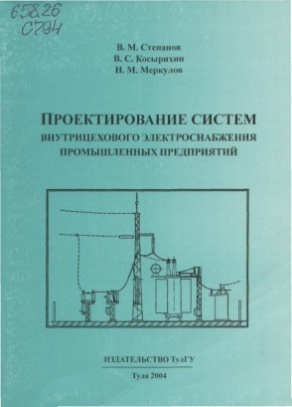 658.26
С794
В. М. Степанов
В. С. Косырихин
Н. М. Меркулов
ПРОЕКТИРОВАНИЕ СИСТЕМ
ВНУТРИЦЕХОВОГО ЭЛЕКТРОСНАБЖЕНИЯ
ПРОМЫШЛЕННЫХ ПРЕДПРИЯТИЙ
ИЗДАТЕЛЬСТВО ТулГУ
Тула 2004